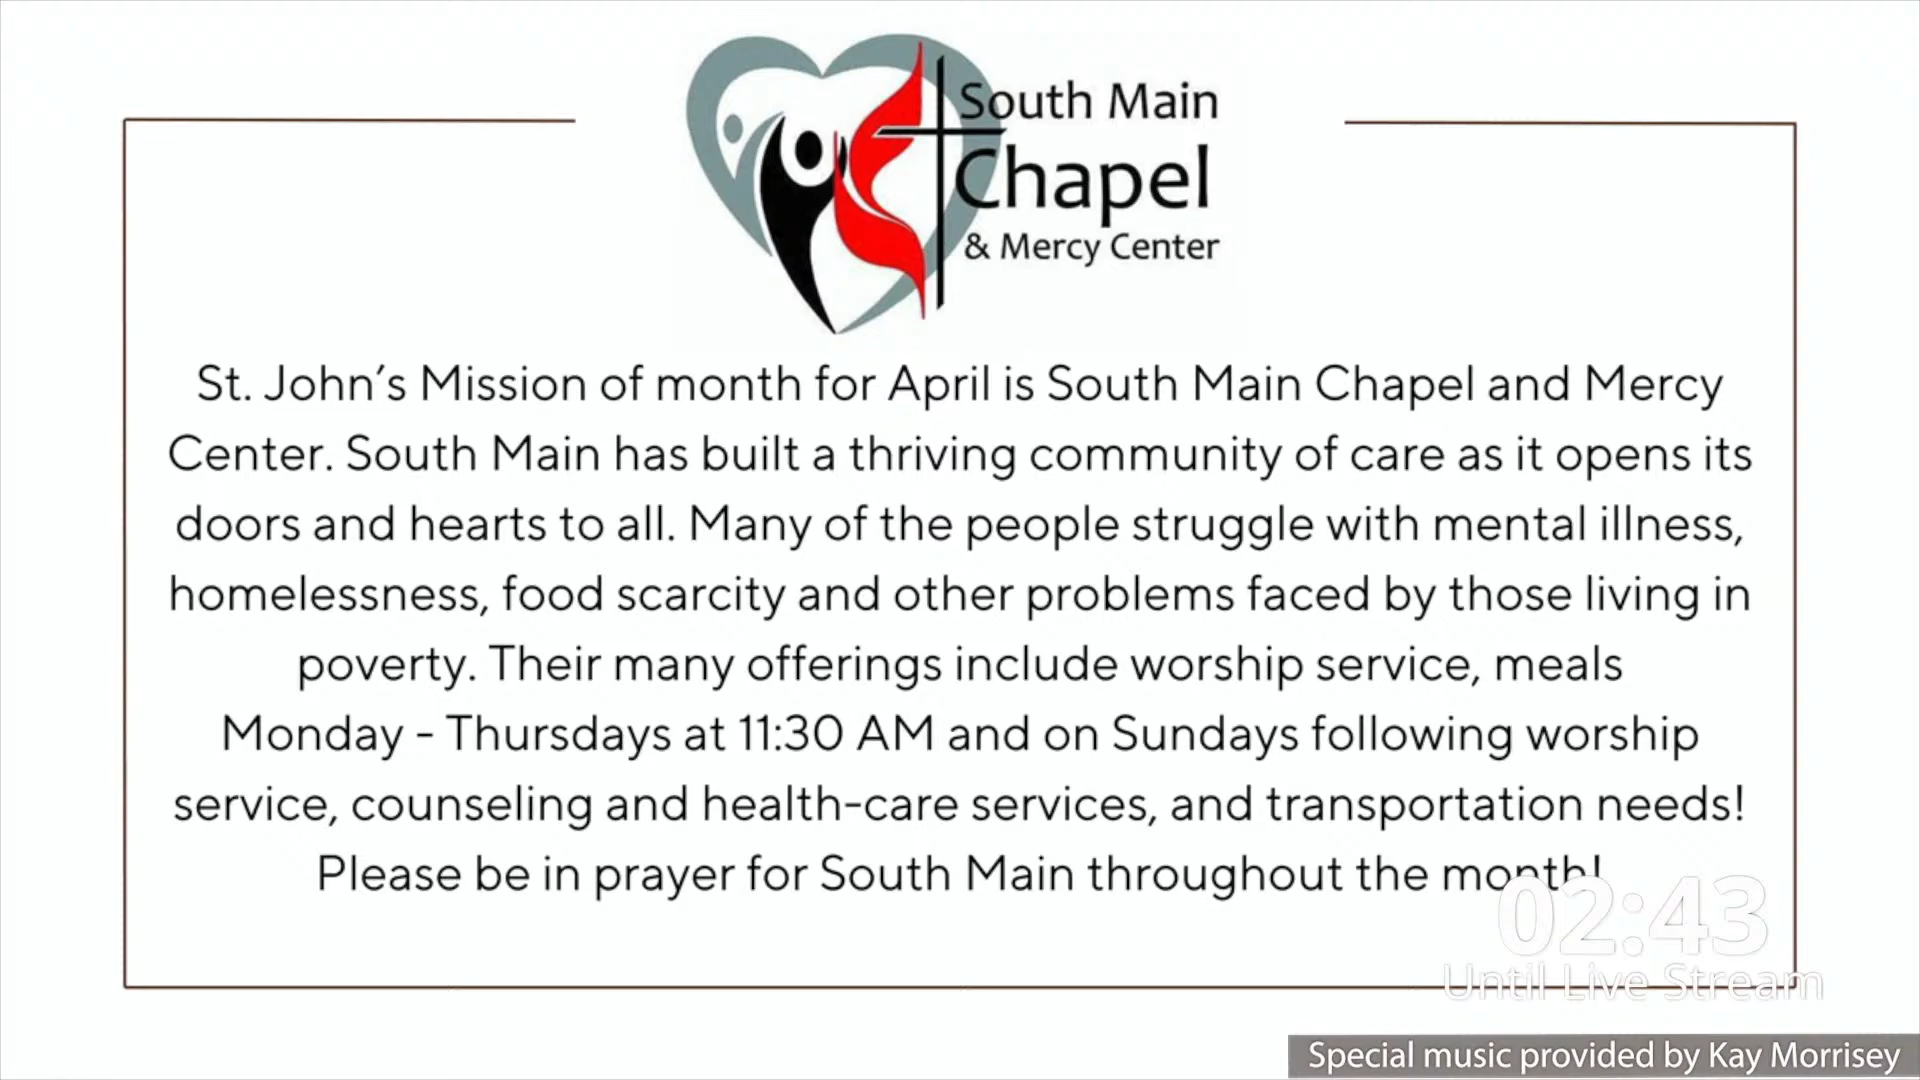 South Main
Chapel
& Mercy Center
St. John's Mission of month for April is South Main Chapel and Mercy
Center. South Main has built a thriving community of care as it opens its
doors and hearts to all. Many of the people struggle with mental illness,
homelessness, food scarcity and other problems faced by those living in
poverty. Their many offerings include worship service, meals
Monday - Thursdays at 11:30 AM and on Sundays following worship
service, counseling and health-care services, and transportation needs!
Please be in prayer for South Main throughout the month!
02:43
Until Live Stream
Special music provided by Kay Morrisey